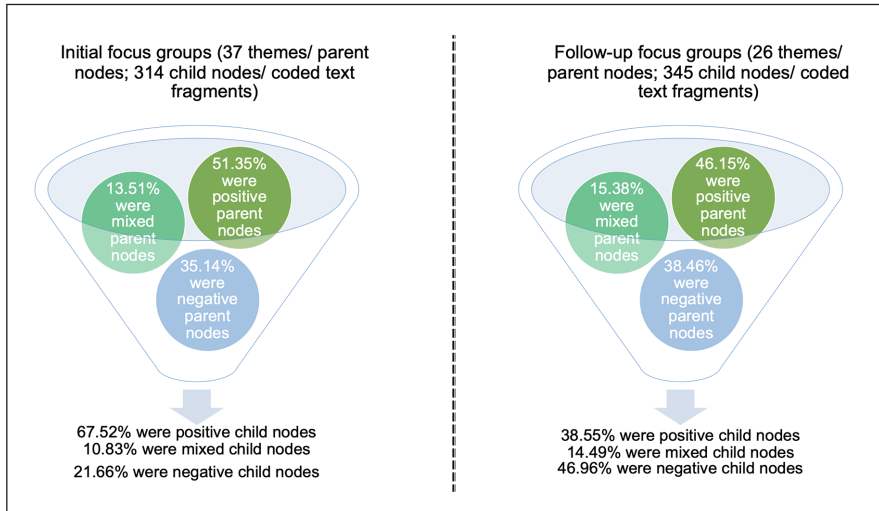 Initial focus groups (37 themes/ parent
nodes; 314 child nodes/ coded text
fragments)
51.35%
were
positive
parent
nodes
13.51%
were
mixed
parent
nodes
35.14%
were
negative
parent
nodes
67.52% were positive child nodes
10.83% were mixed child nodes
21.66% were negative child nodes
Follow-up focus groups (26 themes/
parent nodes; 345 child nodes/ coded
text fragments)
46.15%
were
positive
parent
nodes
15.38%
were
mixed
parent
nodes
38.46%
were
negative
parent
nodes
38.55% were positive child nodes
14.49% were mixed child nodes
46.96% were negative child nodes